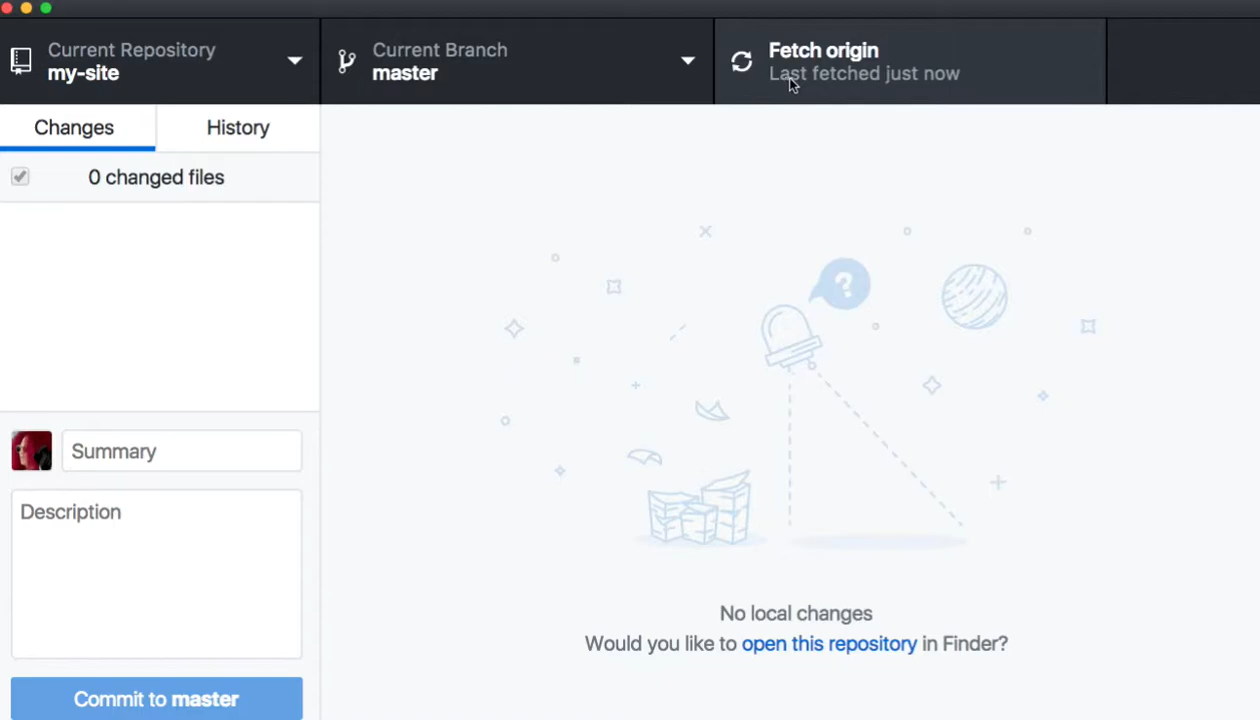 Current Repository
my-site
Current Branch
master
Fetch origin
Last fetched just now
Changes
History
0 changed files
?
Summary
Description
Commit to master
No local changes
Would you like to open this repository in Finder?